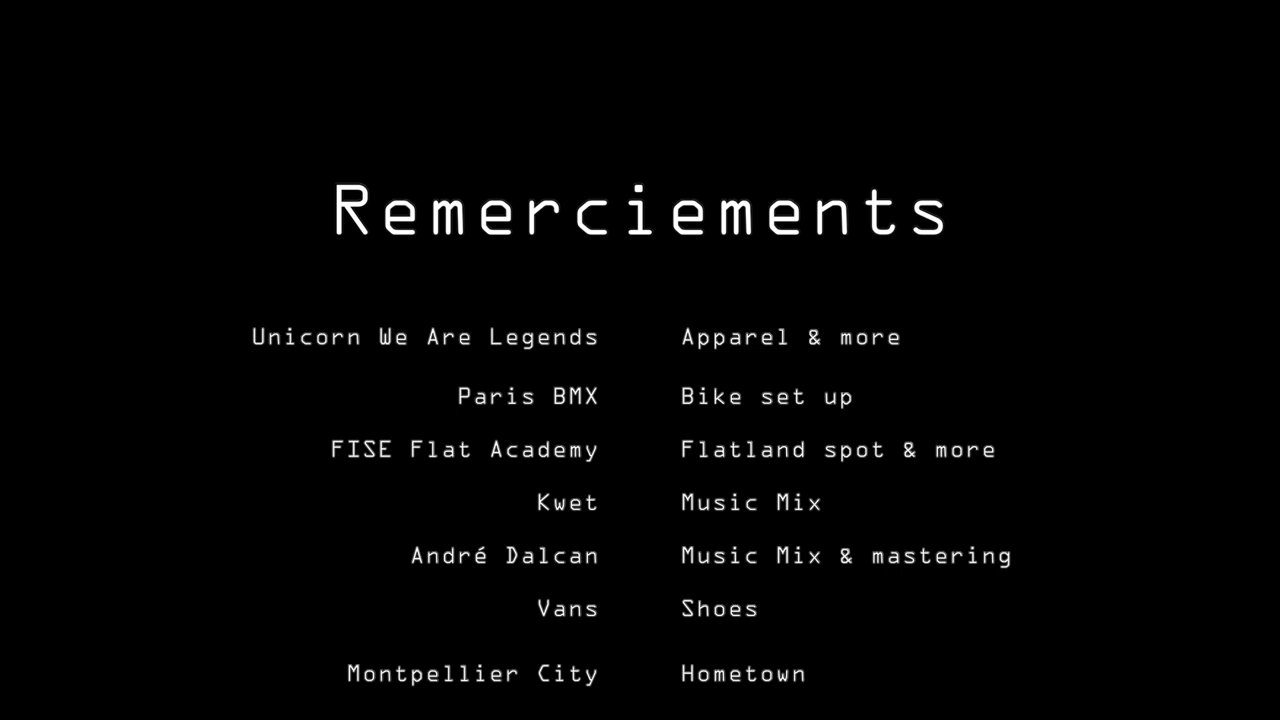 Remerciements
Unicorn We Are Legends Apparel & more
Paris BMX Bike set up
FISE Flat Academy Flatland spot & more
Kwet Music Mix
André Dalcan Music Mix & mastering
Vans Shoes
Montpellier City Hometown